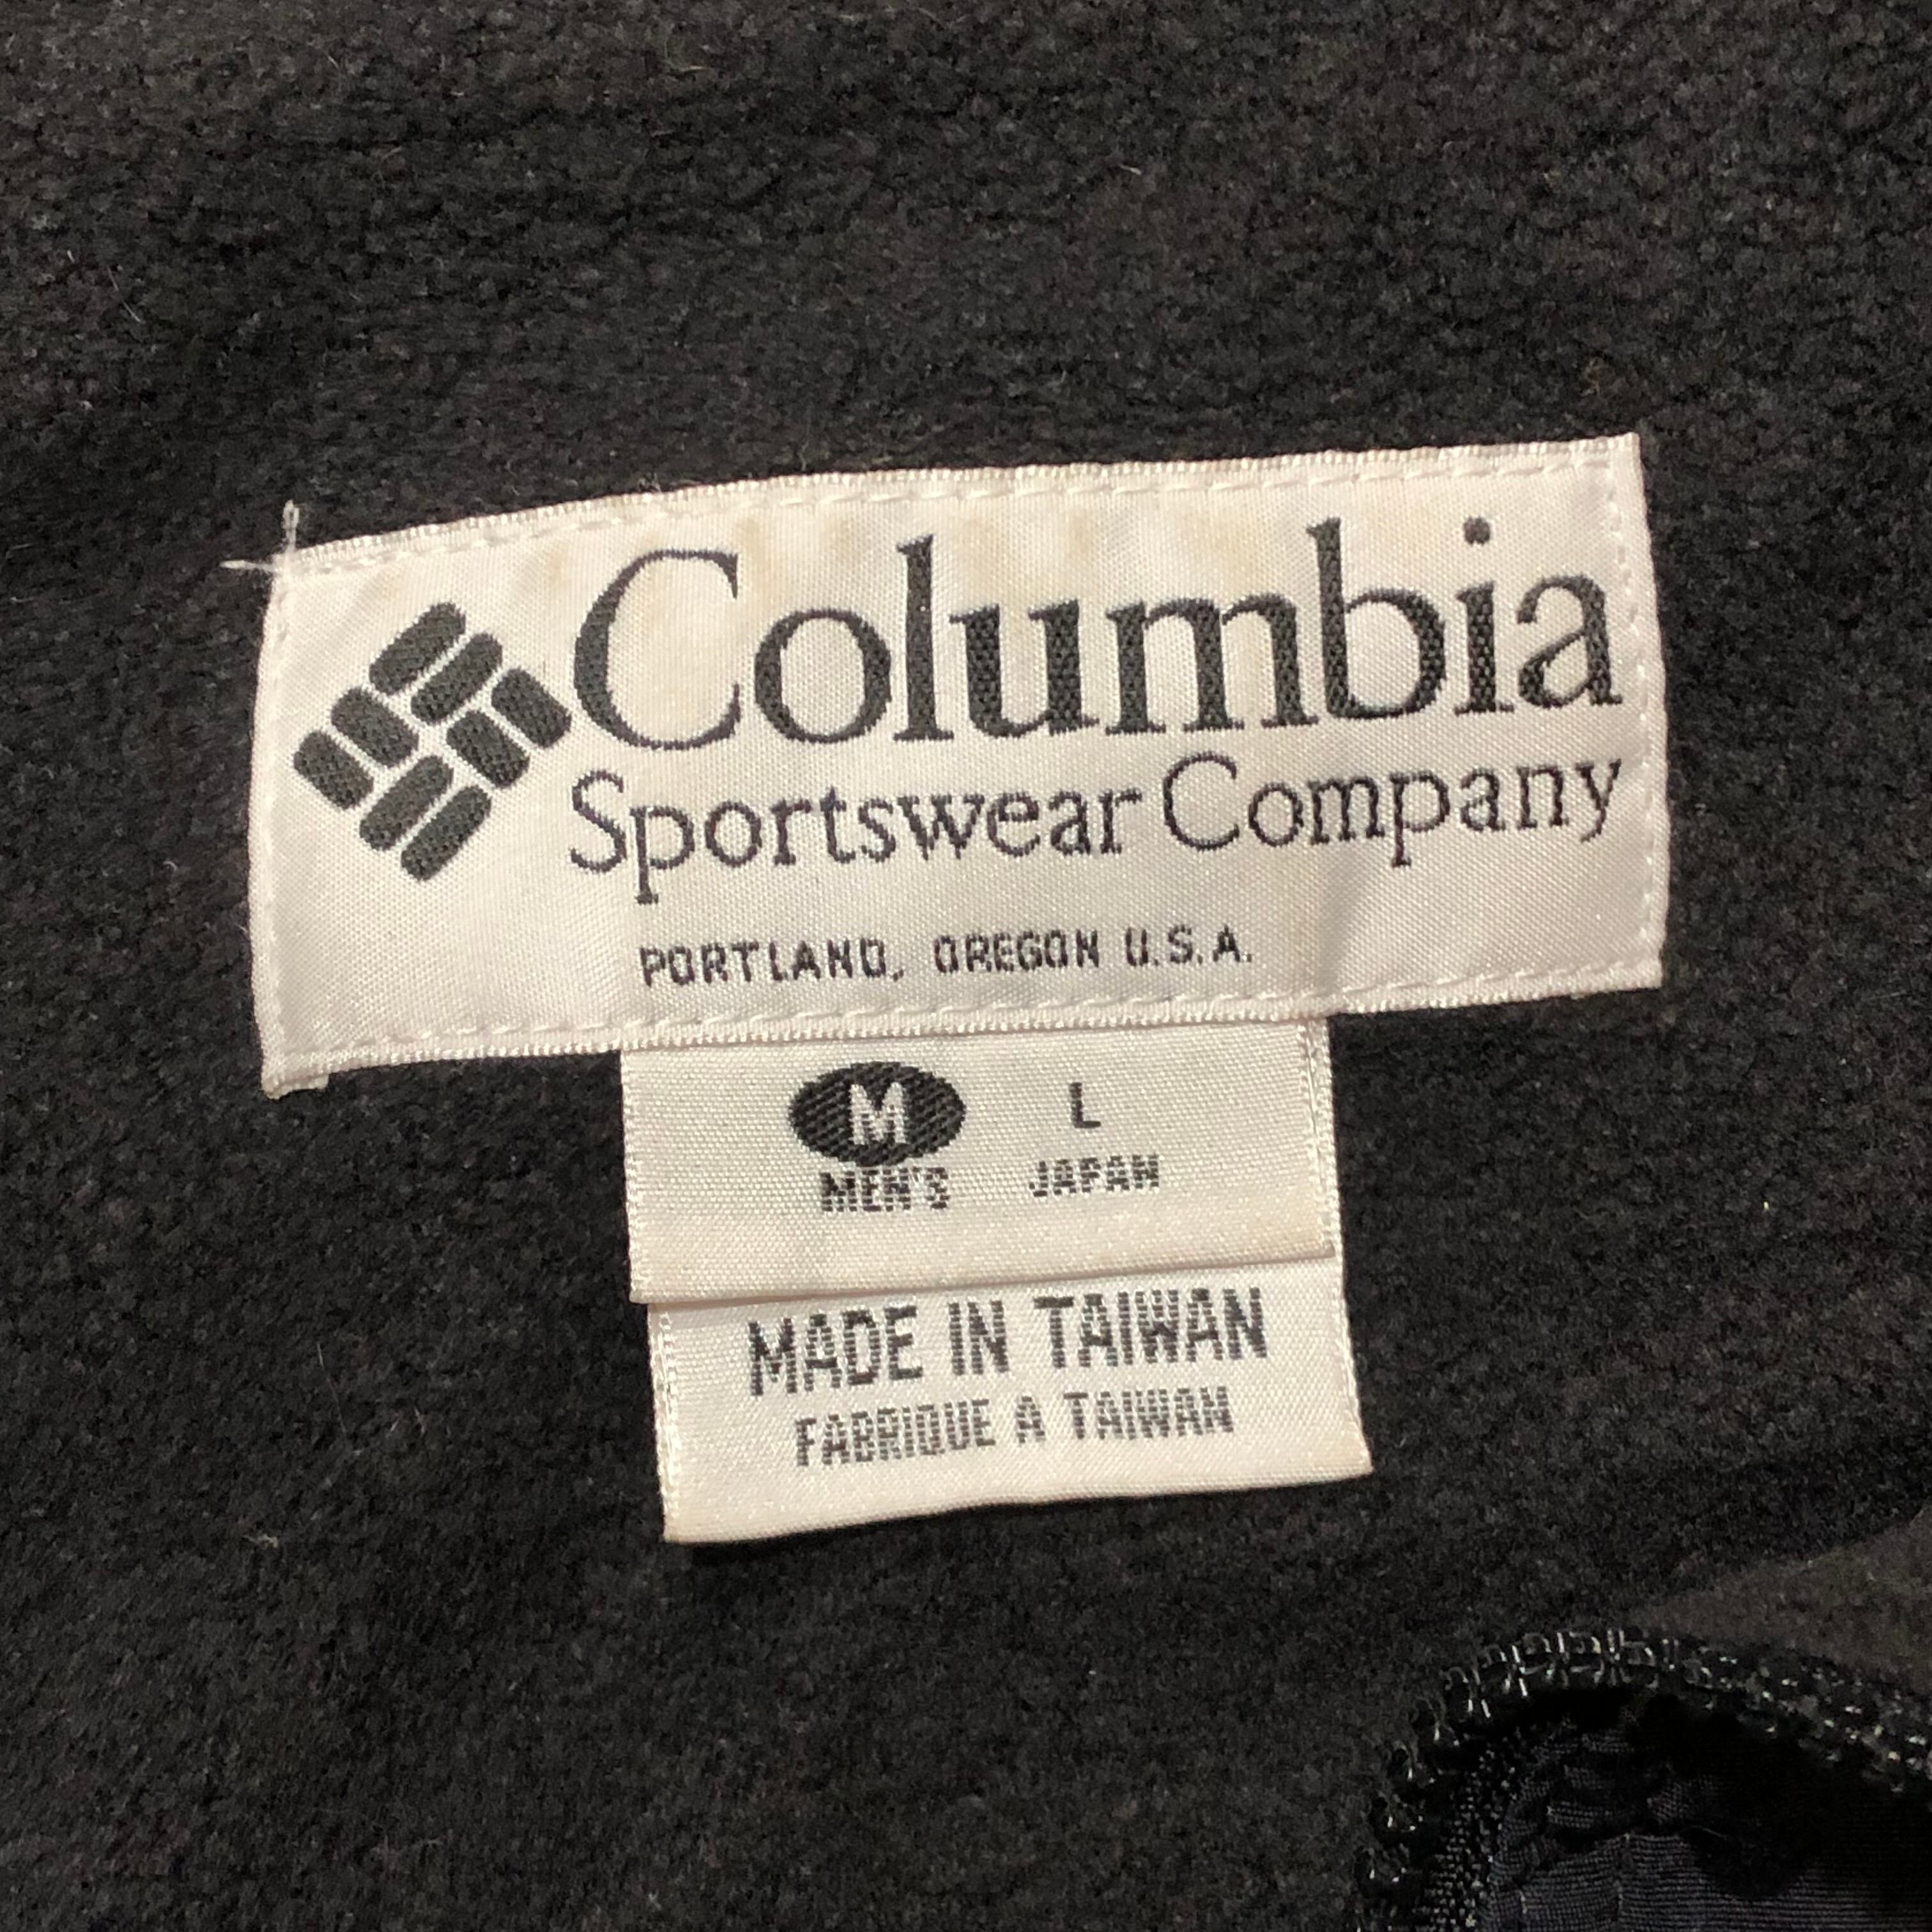 Columbia
Sportswear Company
PORTLAND, OREGON U.S.A.
M L
MEN'S JAPAN
MADE IN TAIWAN
FABRIQUE A TAIWAN